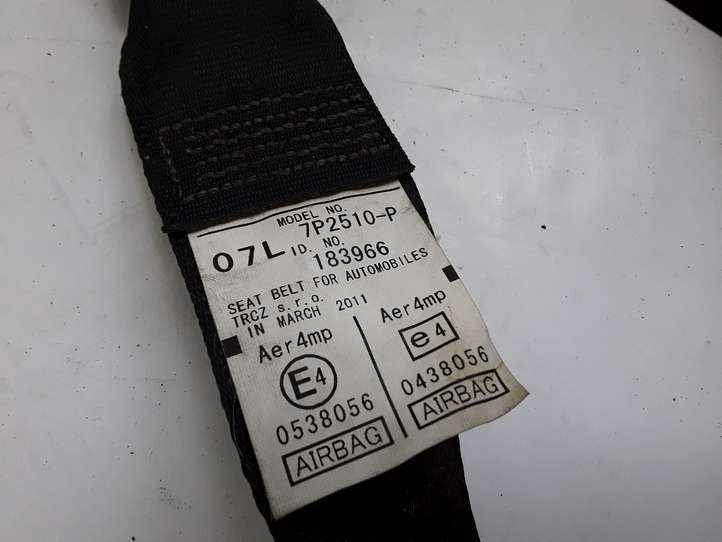 MODEL NO.
07L 7P2510-P
ID. NO.
183966
SEAT BELT FOR AUTOMOBILES
TRCZ s.r.o.
IN MARCH 2011
Aer4mp
E4
0538056
AIRBAG
Aer4mp
e4
0438056
AIRBAG